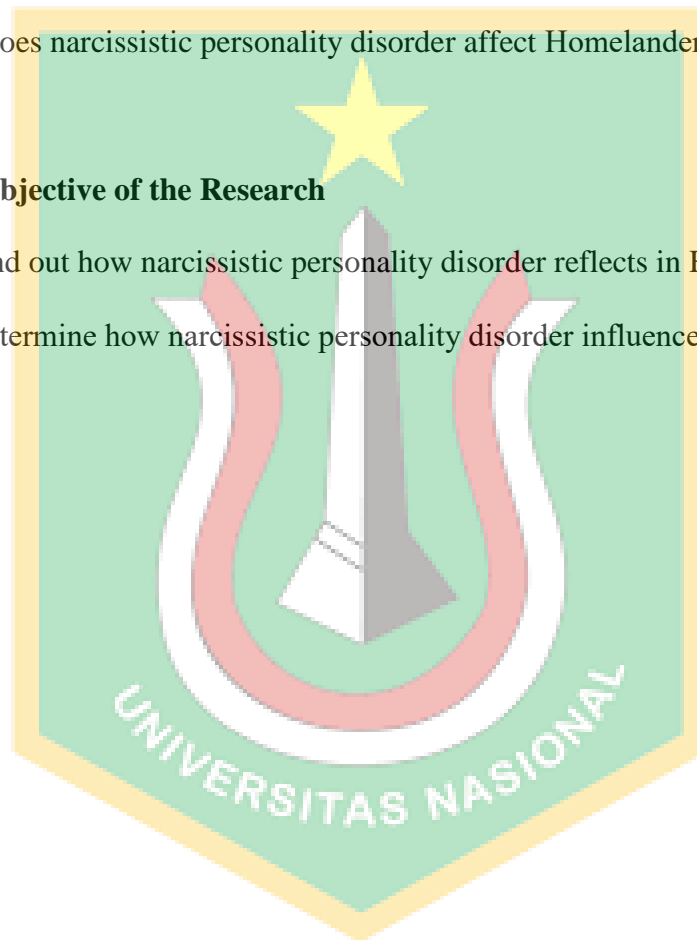 oes narcissistic personality disorder affect Homelander
bjective of the Research
nd out how narcissistic personality disorder reflects in
termine how narcissistic personality disorder influence
UNIVERSITAS NASIONAL